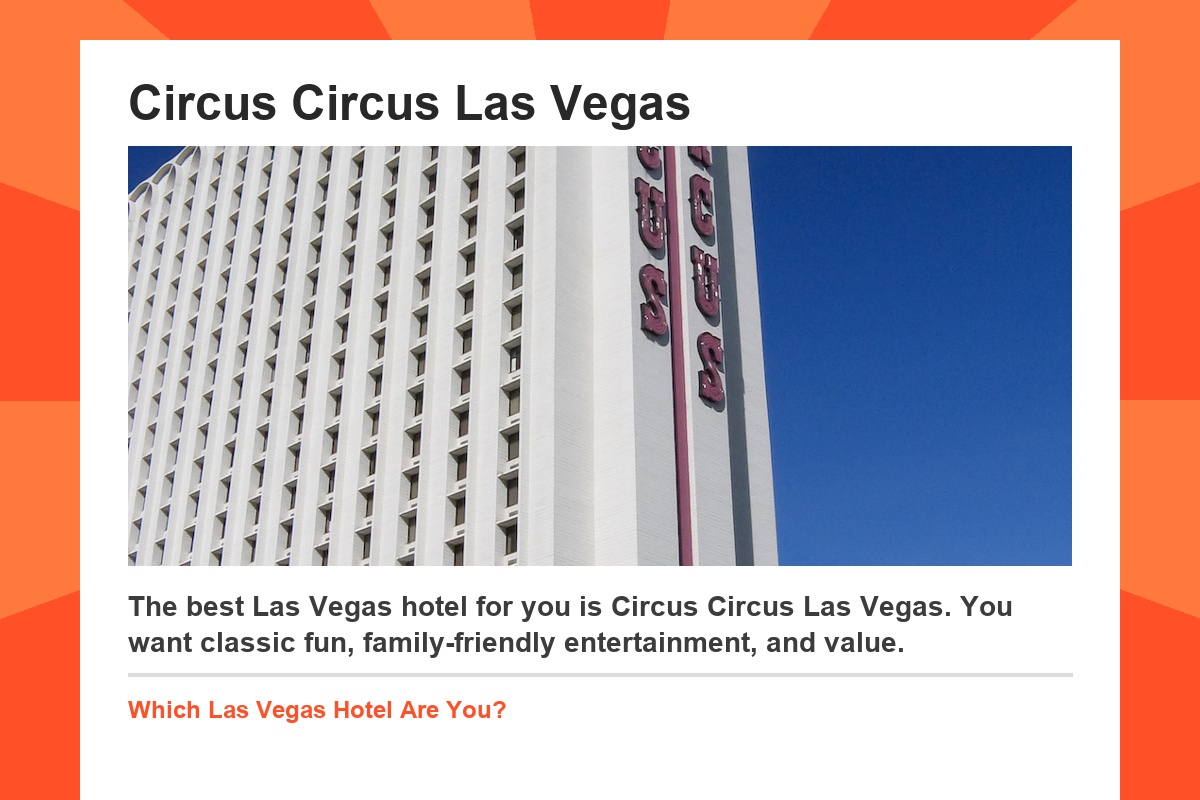 Circus Circus Las Vegas
CUS
CUS
The best Las Vegas hotel for you is Circus Circus Las Vegas. You
want classic fun, family-friendly entertainment, and value.
Which Las Vegas Hotel Are You?